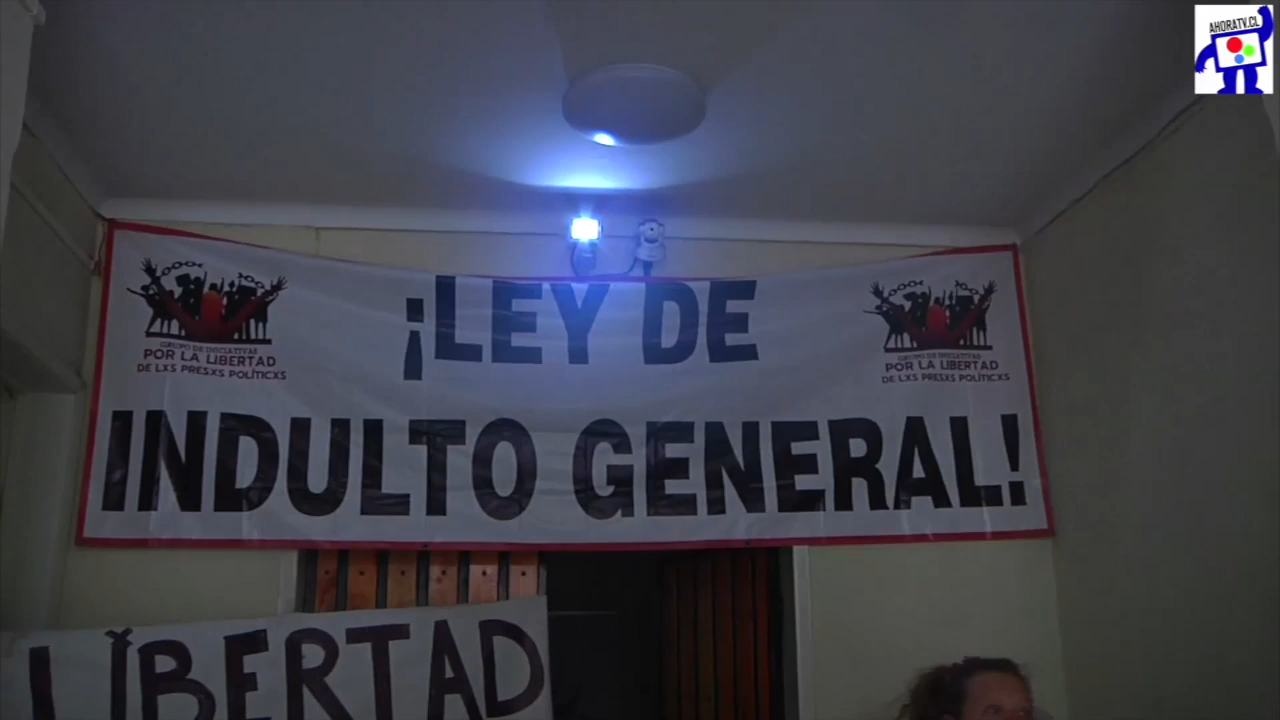 AHORATV.CL
¡LEY DE
INDULTO GENERAL!
GRUPO DE INICIATIVAS
POR LA LIBERTAD
DE LXS PRESXS POLÍTICXS
GRUPO DE INICIATIVAS
POR LA LIBERTAD
DE LXS PRESXS POLÍTICXS
LIBERTAD